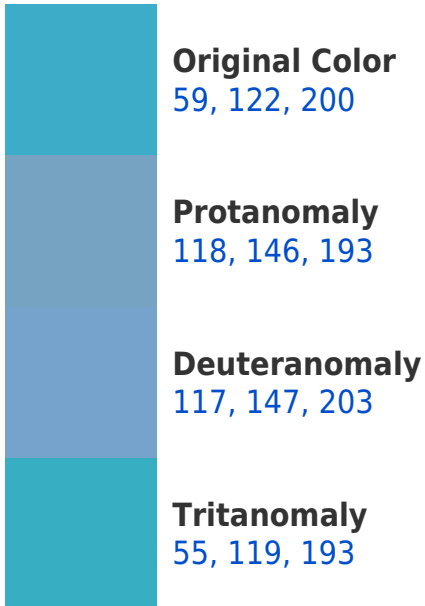 Original Color
59, 122, 200
Protanomaly
118, 146, 193
Deuteranomaly
117, 147, 203
Tritanomaly
55, 119, 193